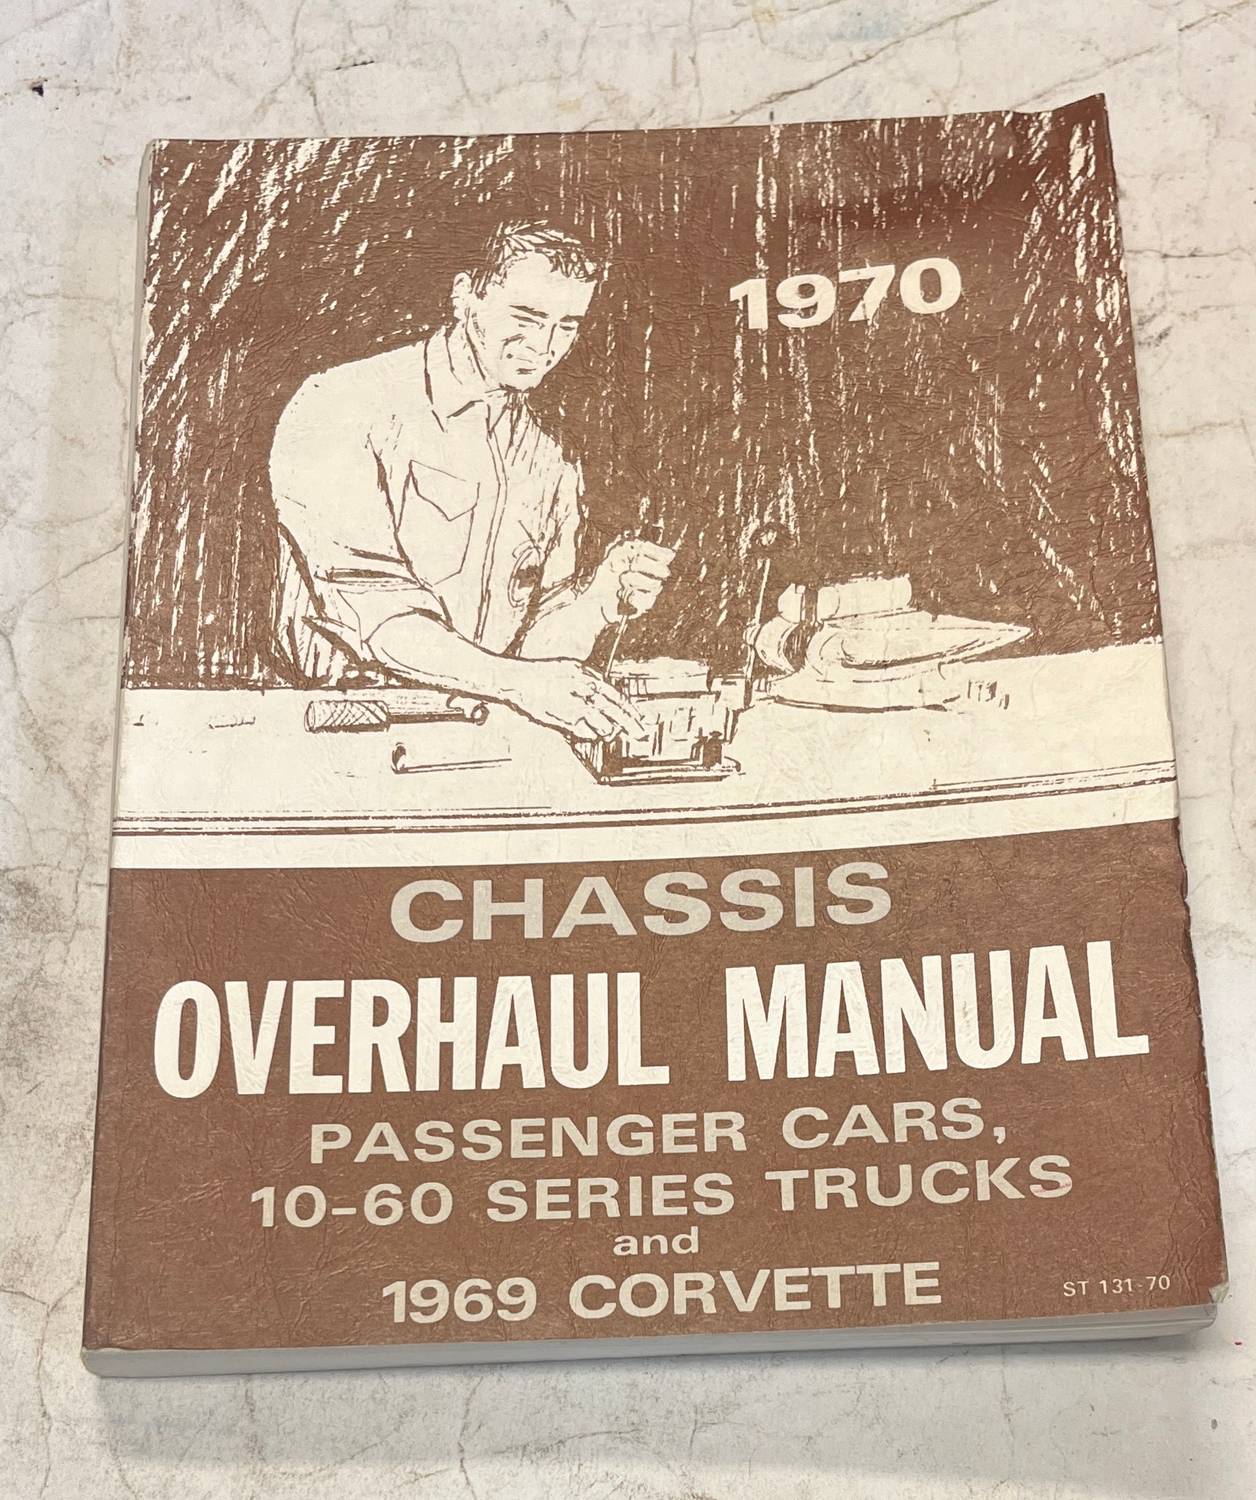 1970
CHASSIS
OVERHAUL MANUAL
PASSENGER CARS,
10-60 SERIES TRUCKS
and
1969 CORVETTE
ST 131-70